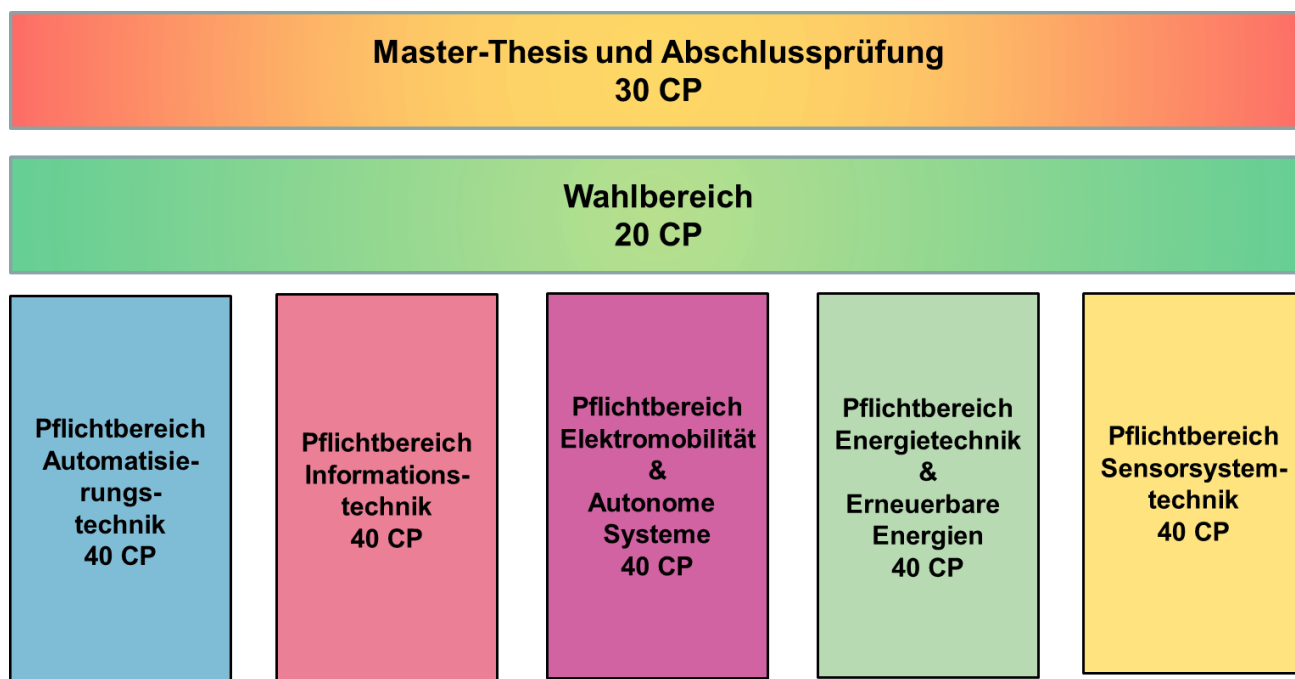 Master-Thesis und Abschlussprüfung
30 CP
Wahlbereich
20 CP
Pflichtbereich
Automatisie-
rungs-
technik
40 CP
Pflichtbereich
Informations-
technik
40 CP
Pflichtbereich
Elektromobilität
&
Autonome
Systeme
40 CP
Pflichtbereich
Energietechnik
&
Erneuerbare
Energien
40 CP
Pflichtbereich
Sensorsystem-
technik
40 CP